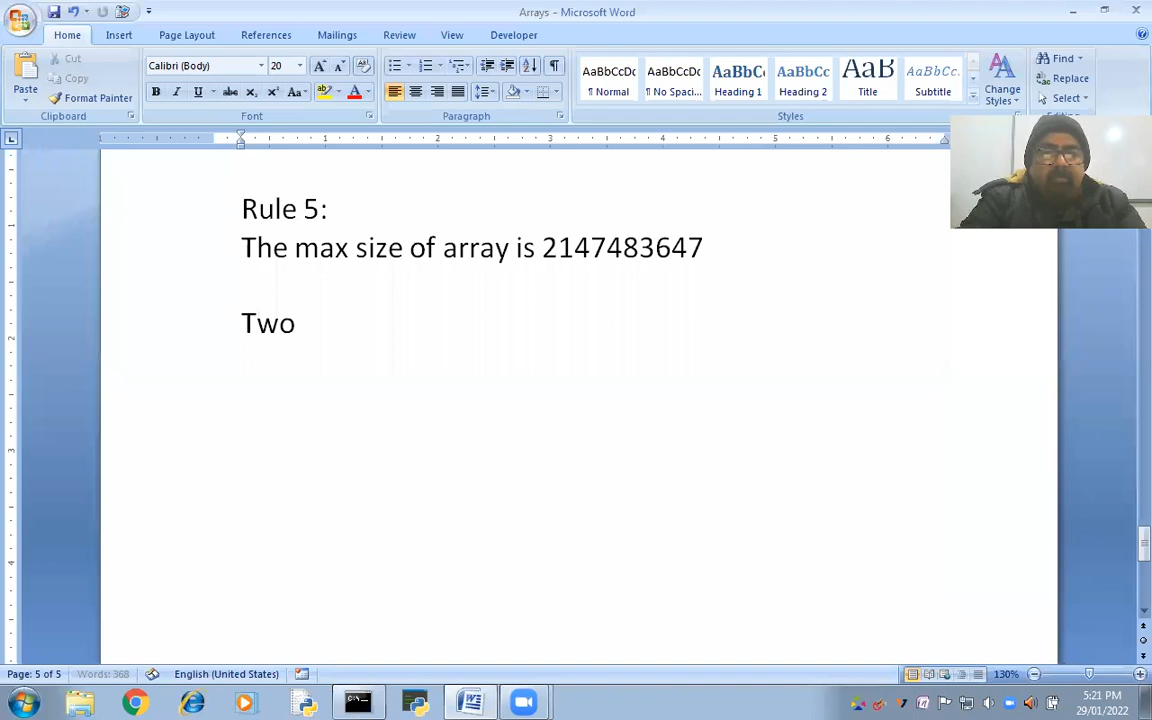 Arrays - Microsoft Word
Home Insert Page Layout References Mailings Review View Developer
Paste
Cut
Copy
Format Painter
Clipboard
Calibri (Body) 20
Font
Paragraph
AaBbCcDc AaBbCcDc AaBbC AaBbCc AaB AaBbCc.
¶ Normal ¶ No Spaci... Heading 1 Heading 2 Title Subtitle
Styles
Change Styles
Find
Replace
Select
Rule 5:
The max size of array is 2147483647
Two
Page: 5 of 5 Words: 368 English (United States) 130%
5:21 PM
29/01/2022